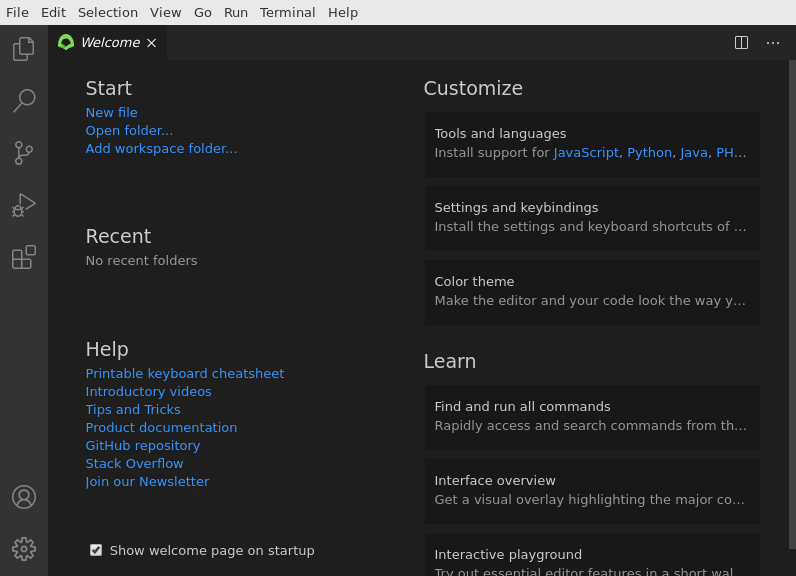 File Edit Selection View Go Run Terminal Help
Welcome
Start
New file
Open folder...
Add workspace folder...
Recent
No recent folders
Help
Printable keyboard cheatsheet
Introductory videos
Tips and Tricks
Product documentation
GitHub repository
Stack Overflow
Join our Newsletter
Show welcome page on startup
Customize
Tools and languages
Install support for JavaScript, Python, Java, PH...
Settings and keybindings
Install the settings and keyboard shortcuts of ...
Color theme
Make the editor and your code look the way y...
Learn
Find and run all commands
Rapidly access and search commands from th...
Interface overview
Get a visual overlay highlighting the major co...
Interactive playground
Try out essential editor features in a short wal...